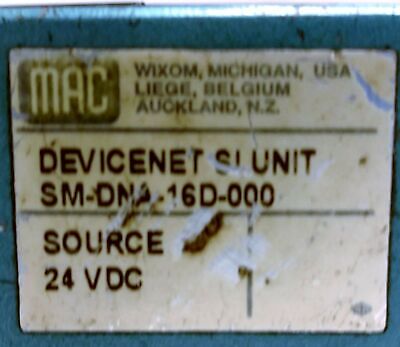 MAC
WIXOM, MICHIGAN, USA
LIEGE, BELGIUM
AUCKLAND, N.Z.
DEVICENET SI UNIT
SM-DNA-16D-000
SOURCE
24 VDC